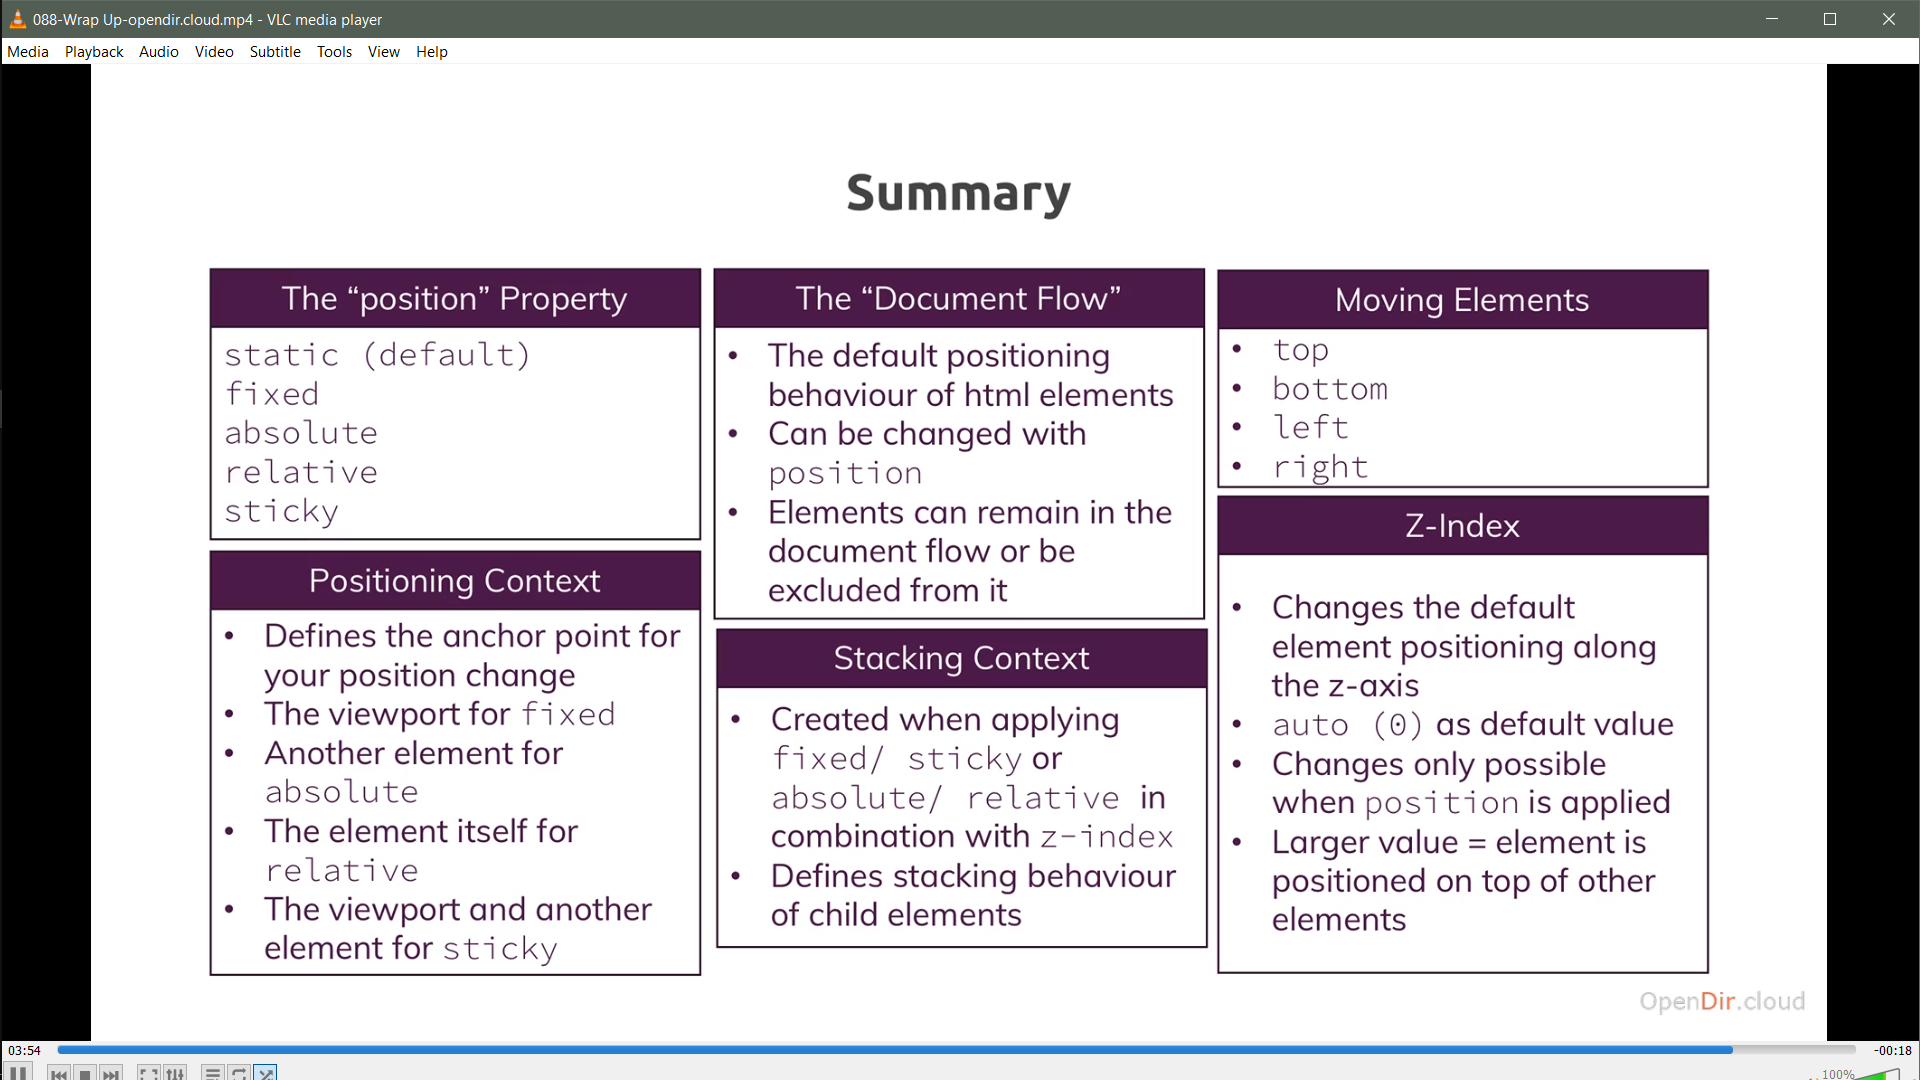 088-Wrap Up-opendir.cloud.mp4 - VLC media player
Media Playback Audio Video Subtitle Tools View Help
Summary
The “position” Property
static (default)
fixed
absolute
relative
sticky
Positioning Context
• Defines the anchor point for
your position change
• The viewport for fixed
• Another element for
absolute
• The element itself for
relative
• The viewport and another
element for sticky
The “Document Flow”
• The default positioning
behaviour of html elements
• Can be changed with
position
• Elements can remain in the
document flow or be
excluded from it
Stacking Context
• Created when applying
fixed/ sticky or
absolute/ relative in
combination with z-index
• Defines stacking behaviour
of child elements
Moving Elements
• top
• bottom
• left
• right
Z-Index
• Changes the default
element positioning along
the z-axis
• auto (0) as default value
• Changes only possible
when position is applied
• Larger value = element is
positioned on top of other
elements
OpenDir.cloud
03:54
-00:18
100%